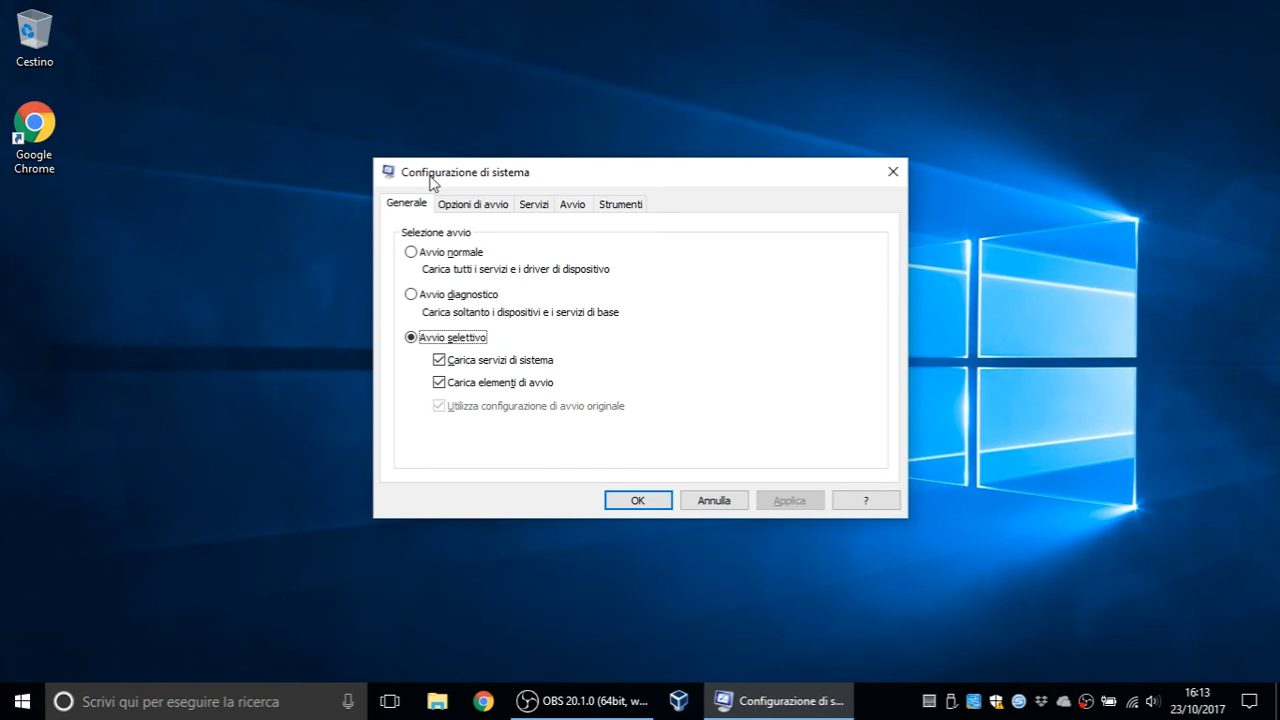 Cestino
Google
Chrome
Configurazione di sistema
Generale
Opzioni di avvio
Servizi
Avvio
Strumenti
Selezione avvio
Avvio normale
Carica tutti i servizi e i driver di dispositivo
Avvio diagnostico
Carica soltanto i dispositivi e i servizi di base
Avvio selettivo
Carica servizi di sistema
Carica elementi di avvio
Utilizza configurazione di avvio originale
OK
Annulla
Applica
?
Scrivi qui per eseguire la ricerca
OBS 20.1.0 (64bit, w...
Configurazione di s...
16:13
23/10/2017